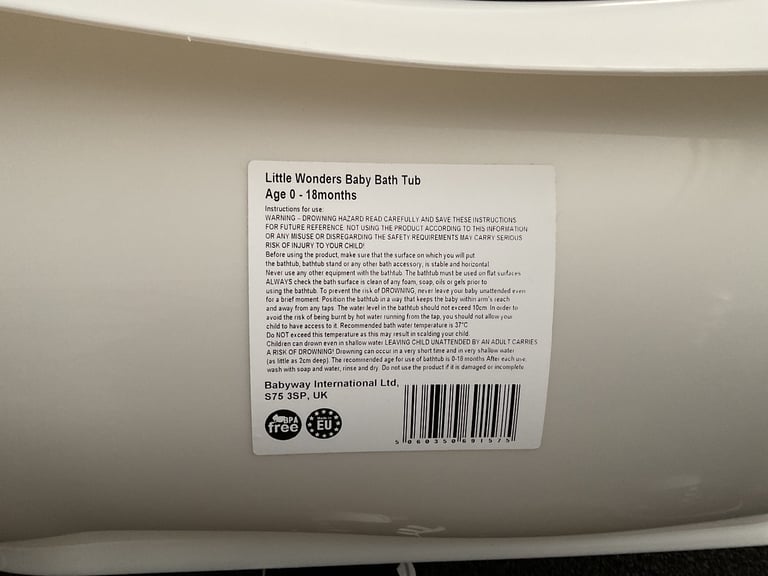 Little Wonders Baby Bath Tub
Age 0 - 18months
Instructions for use:
WARNING - DROWNING HAZARD READ CAREFULLY AND SAVE THESE INSTRUCTIONS
FOR FUTURE REFERENCE. NOT USING THE PRODUCT ACCORDING TO THIS INFORMATION
OR ANY MISUSE OR DISREGARDING THE SAFETY REQUIREMENTS MAY CARRY SERIOUS
RISK OF INJURY TO YOUR CHILD!
Before using the product, make sure that the surface on which you will put
the bathtub, bathtub stand or any other bath accessory, is stable and horizontal.
Never use any other equipment with the bathtub. The bathtub must be used on flat surfaces
ALWAYS check the bath surface is clean of any foam, soap, oils or gels prior to
using the bathtub. To prevent the risk of DROWNING, never leave your baby unattended even
for a brief moment. Position the bathtub in a way that keeps the baby within arm's reach
and away from any taps. The water level in the bathtub should not exceed 10cm. In order to
avoid the risk of being burnt by hot water running from the tap, you should not allow your
child to have access to it. Recommended bath water temperature is 37°C
Do NOT exceed this temperature as this may result in scalding your child.
Children can drown even in shallow water LEAVING CHILD UNATTENDED BY AN ADULT CARRIES
A RISK OF DROWNING! Drowning can occur in a very short time and in very shallow water
(as little as 2cm deep). The recommended age for use of bathtub is 0-18 months. After each use,
wash with soap and water, rinse and dry. Do not use the product if it is damaged or incomplete
Babyway International Ltd,
S75 3SP, UK
BPA
free
Made in
EU
5 060350 691575